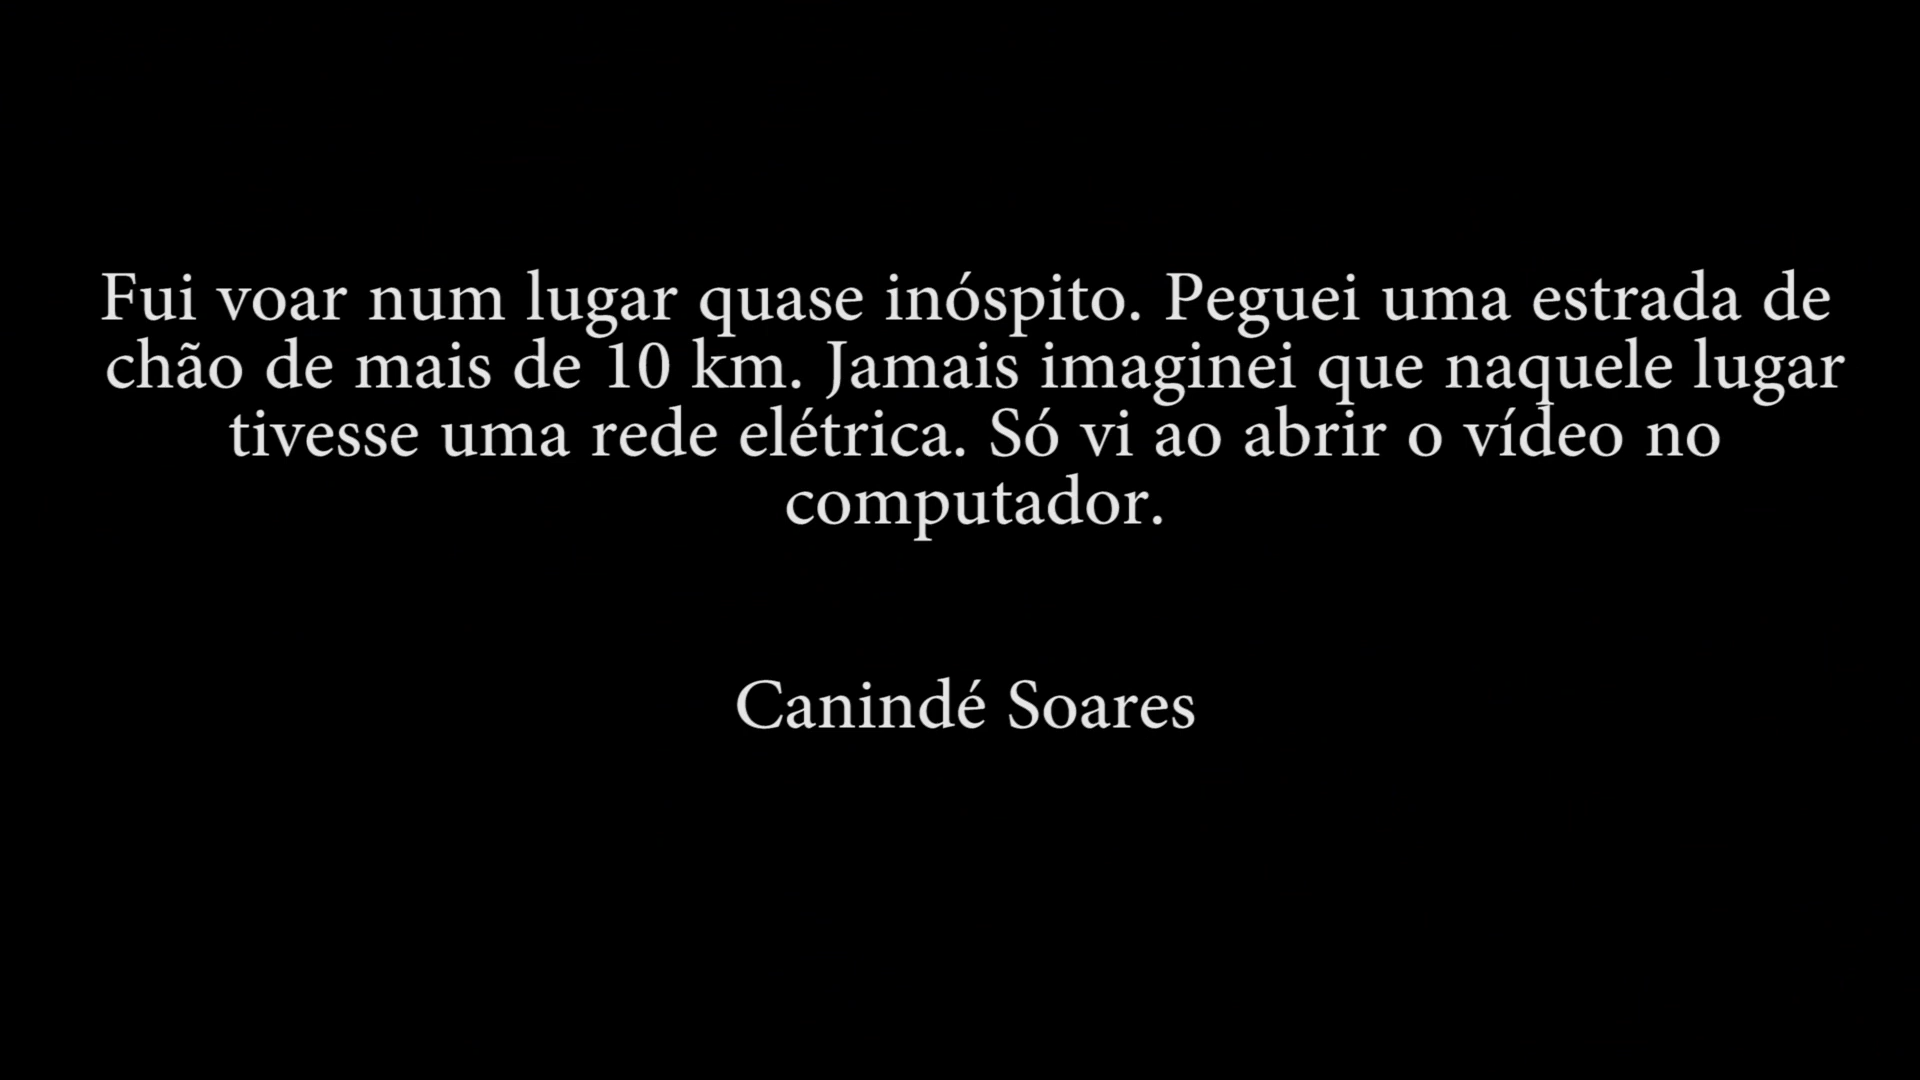 Fui voar num lugar quase inóspito. Peguei uma estrada de
chão de mais de 10 km. Jamais imaginei que naquele lugar
tivesse uma rede elétrica. Só vi ao abrir o vídeo no
computador.
Canindé Soares